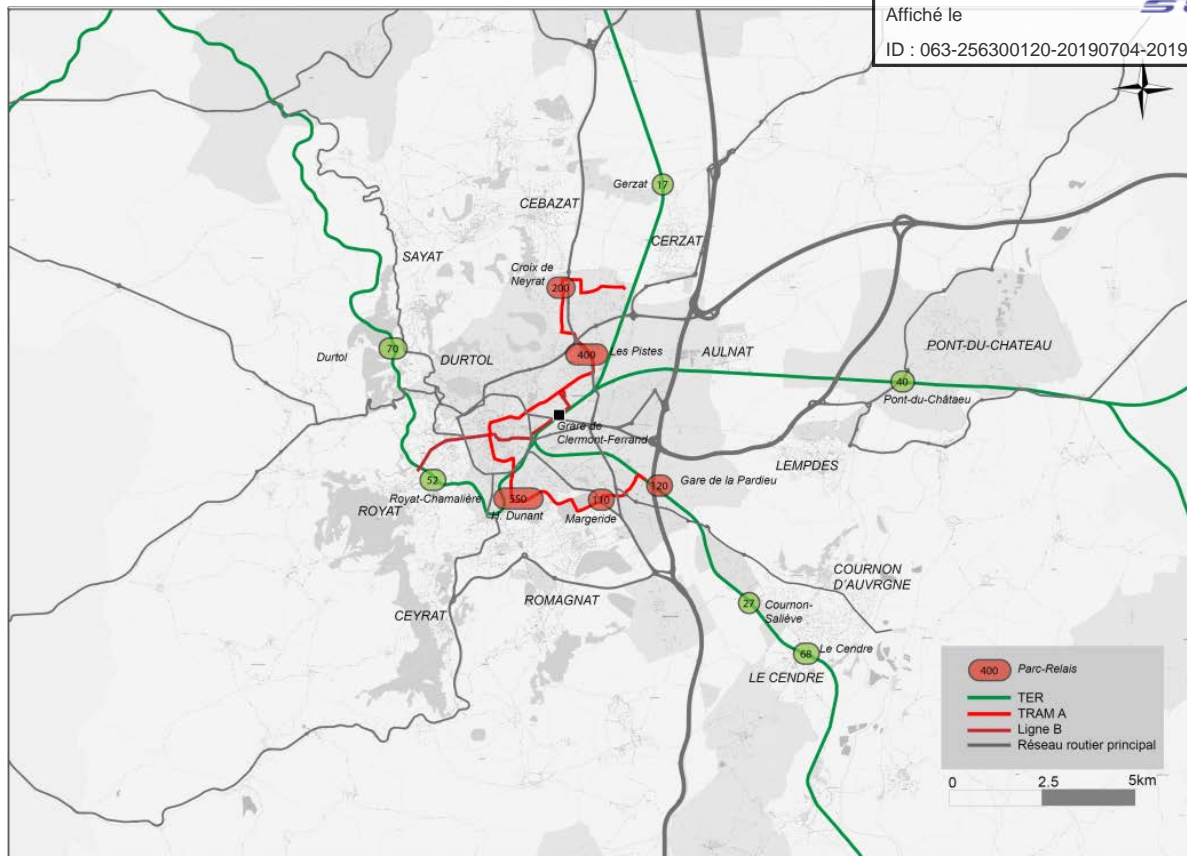 Affiché le
ID : 063-256300120-20190704-2019
Gerzat
17
CEBAZAT
CERZAT
SAYAT
Croix de
Neyrat
200
Durtol
70
DURTOL
400
Les Pistes
AULNAT
PONT-DU-CHATEAU
40
Pont-du-Châtaeu
Grare de
Clermont-Ferrand
LEMPDES
52
Royat-Chamalière
ROYAT
550
H. Dunant
110
Margeride
120
Gare de la Pardieu
COURNON
D'AUVRGNE
ROMAGNAT
CEYRAT
27
Cournon-
Saliève
68
Le Cendre
LE CENDRE
400
Parc-Relais
TER
TRAM A
Ligne B
Réseau routier principal
0
2.5
5km